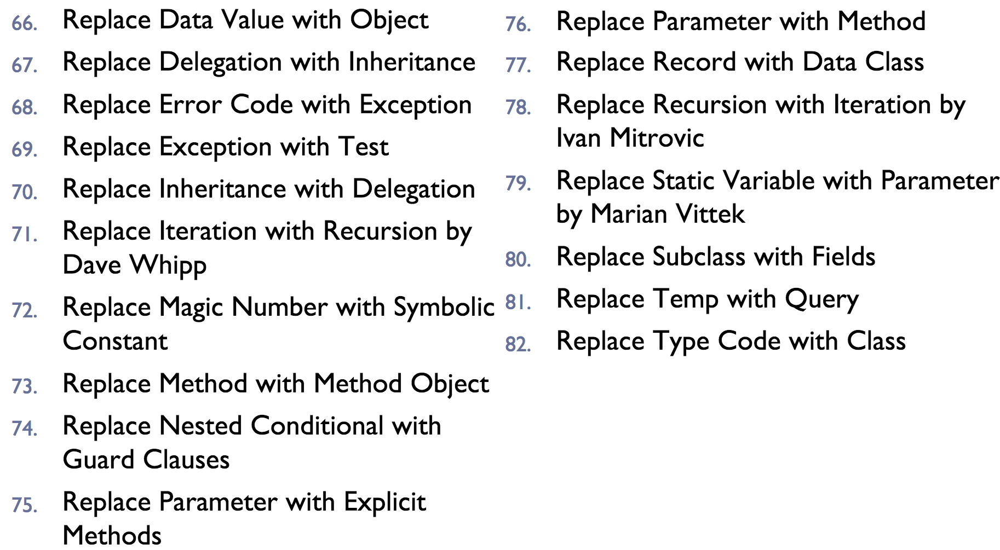 66. Replace Data Value with Object
67. Replace Delegation with Inheritance
68. Replace Error Code with Exception
69. Replace Exception with Test
70. Replace Inheritance with Delegation
71. Replace Iteration with Recursion by
Dave Whipp
72. Replace Magic Number with Symbolic
Constant
73. Replace Method with Method Object
74. Replace Nested Conditional with
Guard Clauses
75. Replace Parameter with Explicit
Methods
76. Replace Parameter with Method
77. Replace Record with Data Class
78. Replace Recursion with Iteration by
Ivan Mitrovic
79. Replace Static Variable with Parameter
by Marian Vittek
80. Replace Subclass with Fields
81. Replace Temp with Query
82. Replace Type Code with Class